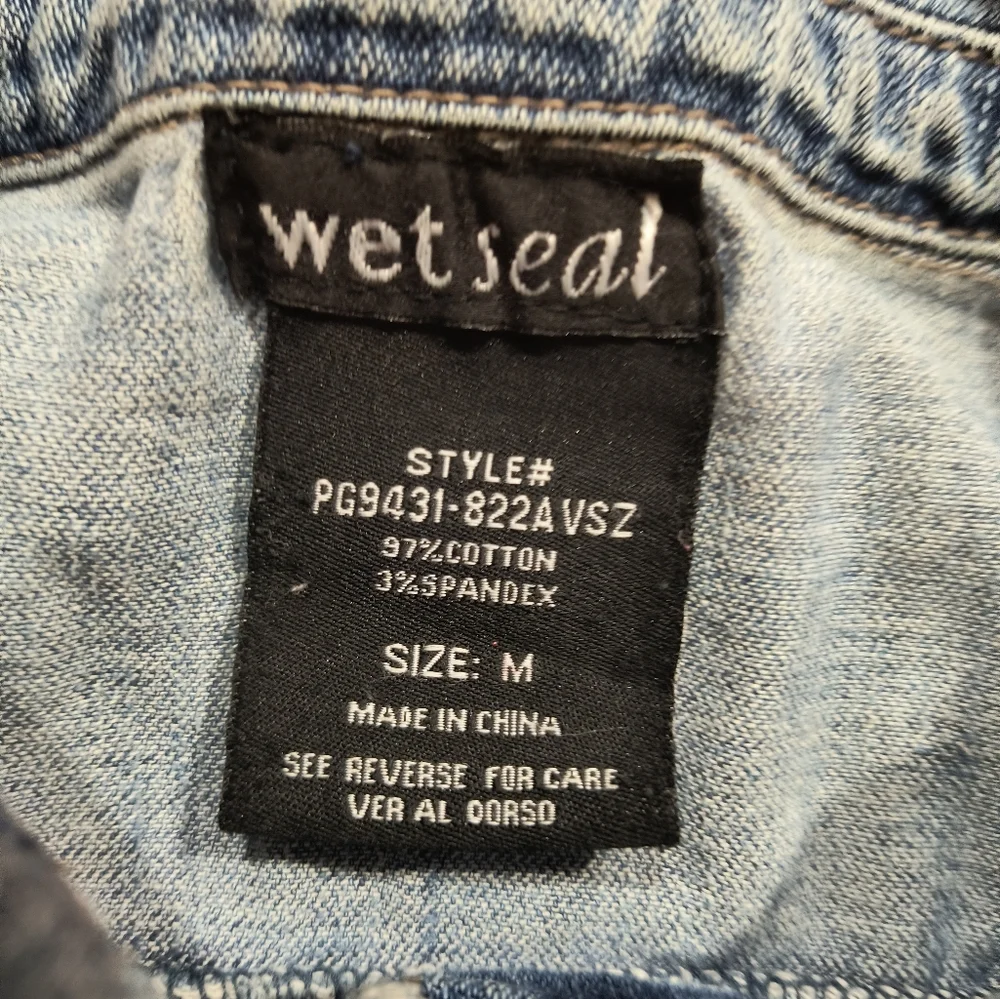 wet seal
STYLE#
PG9431-822AVSZ
97%COTTON
3%SPANDEX
SIZE: M
MADE IN CHINA
SEE REVERSE FOR CARE
VER AL DORSO